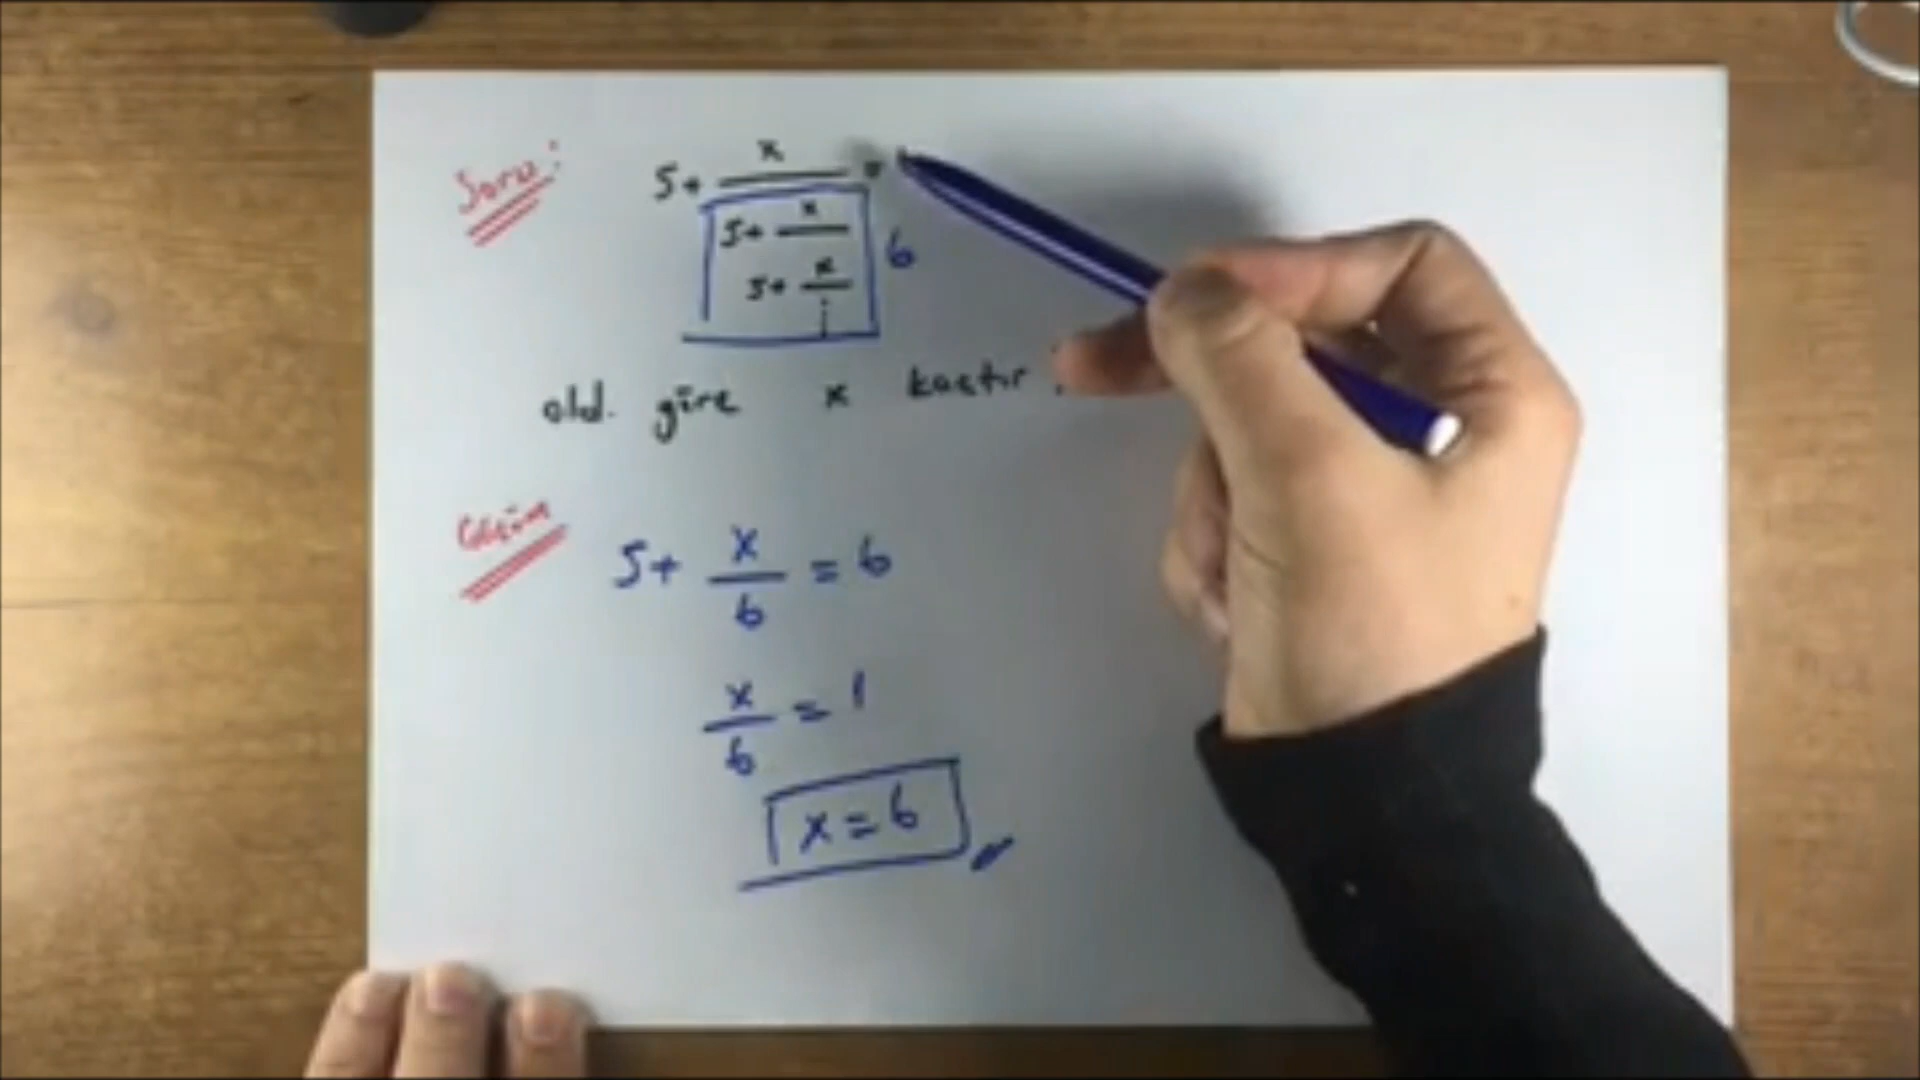 Soru:
5+ x =
5+ x 6
5+ x
old. göre x kaçtır :
Çözüm
5+ x = 6
6
x = 1
6
x = 6